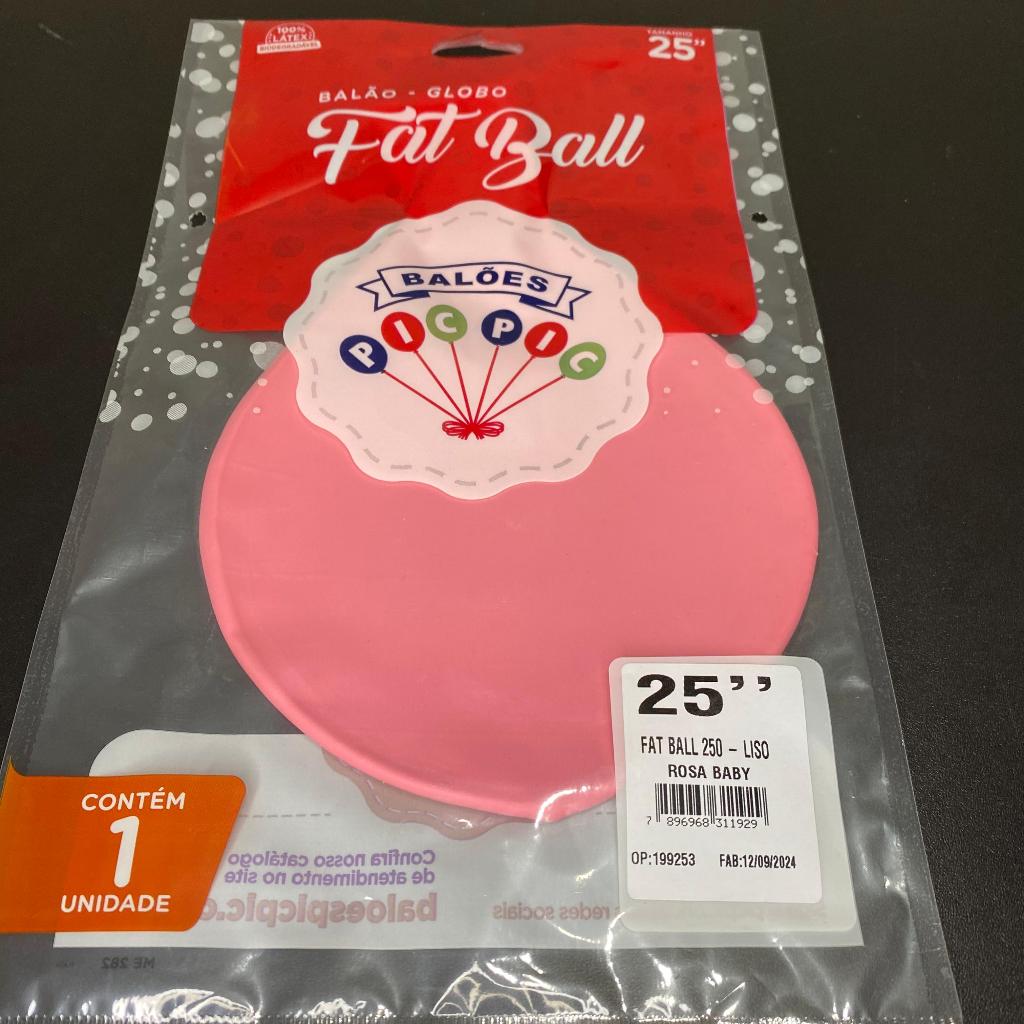 100%
LÁTEX
BIODEGRADÁVEL
TAMANHO
25”
BALÃO - GLOBO
Fat Ball
BALÕES
PIC PIC
25’’
FAT BALL 250 – LISO
ROSA BABY
7 896968 311929
OP:199253 FAB:12/09/2024
CONTÉM
1
UNIDADE
Confira nosso catálogo
de atendimento no site
baloespicpic.c
redes sociais
ME 282